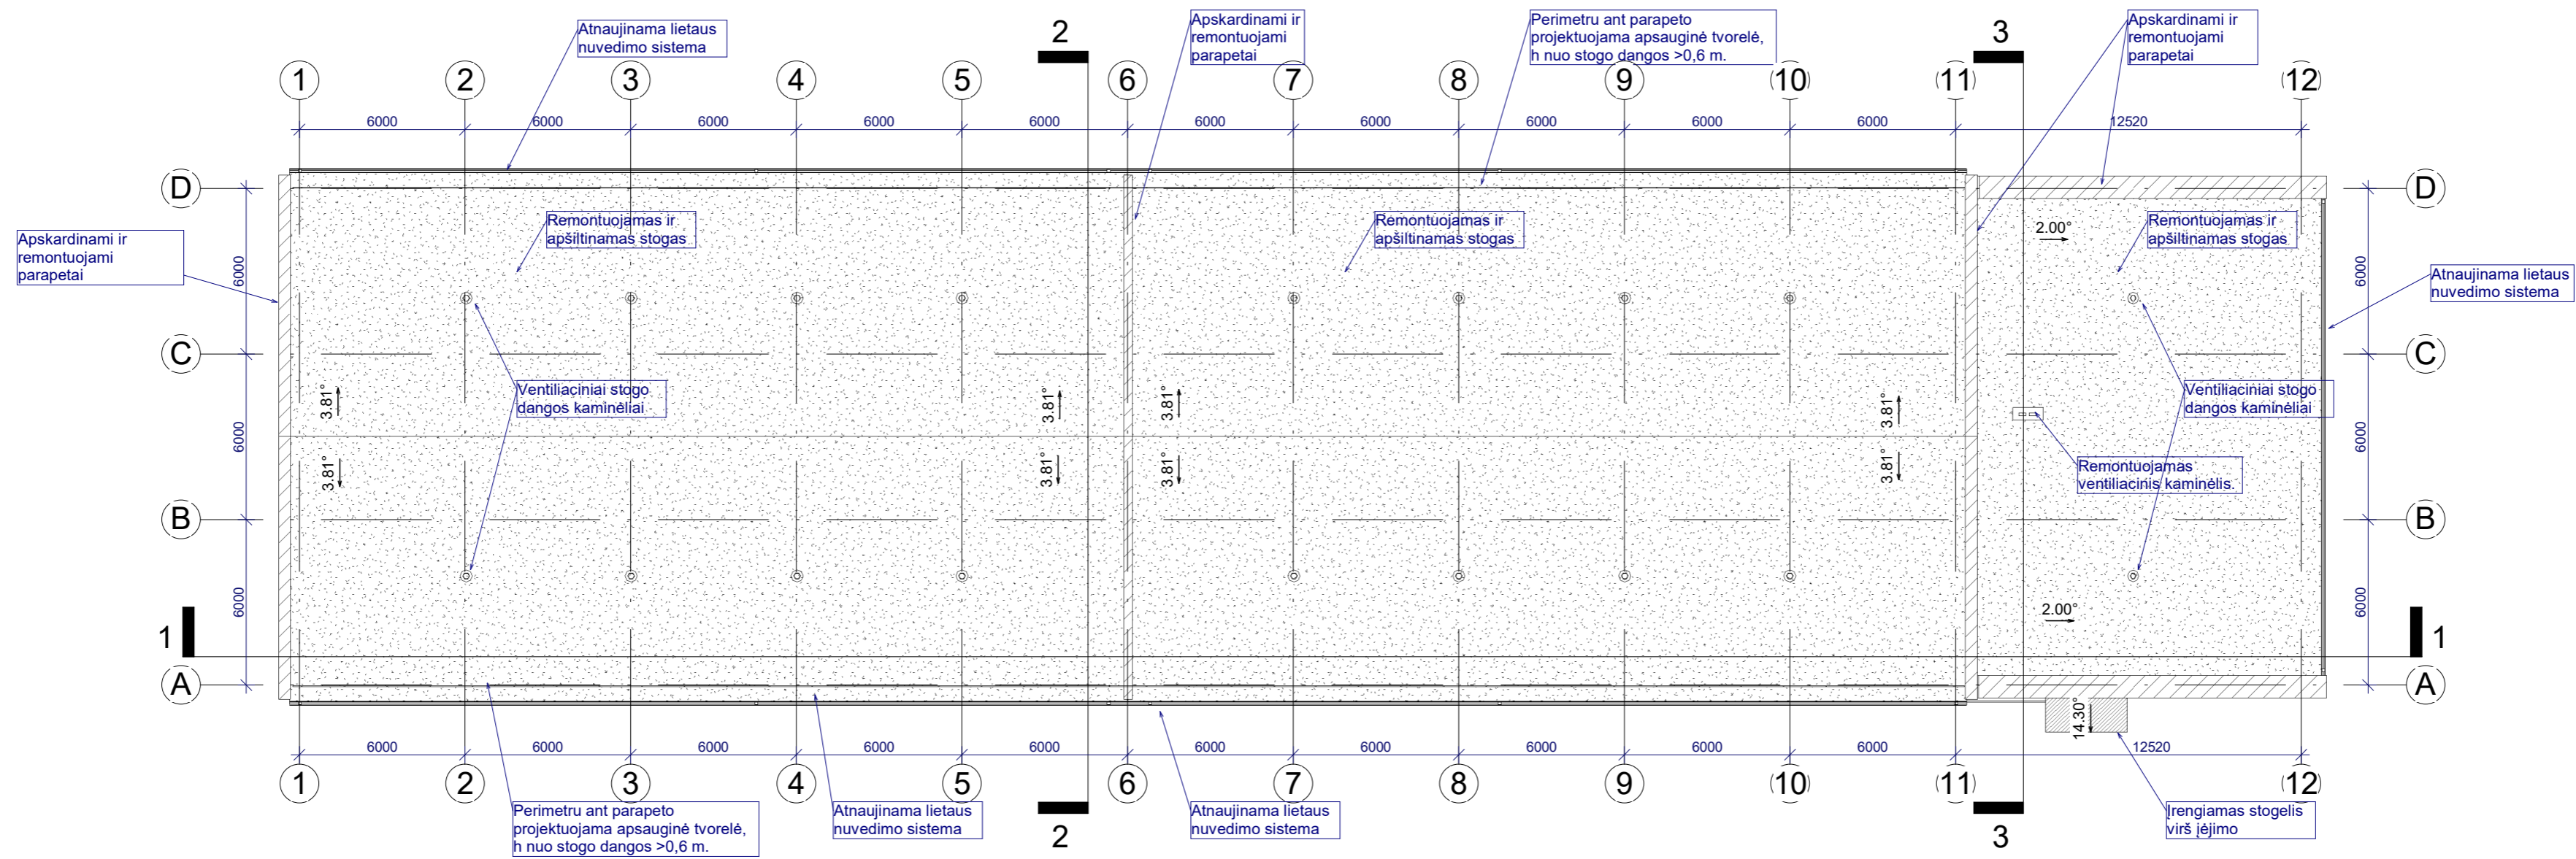 Atnaujinama lietaus
nuvedimo sistema
2
Apskardinami ir
remontuojami
parapetai
Perimetru ant parapeto
projektuojama apsauginė tvorelė,
h nuo stogo dangos >0,6 m.
3
Apskardinami ir
remontuojami
parapetai
1 2 3 4 5 6 7 8 9 (10) (11) (12)
6000 6000 6000 6000 6000 6000 6000 6000 6000 6000 12520
D D
Apskardinami ir
remontuojami
parapetai
Remontuojamas ir
apšiltinamas stogas
Remontuojamas ir
apšiltinamas stogas
Remontuojamas ir
apšiltinamas stogas
2.00°
Atnaujinama lietaus
nuvedimo sistema
6000 6000
C C
Ventiliaciniai stogo
dangos kaminėliai
Ventiliaciniai stogo
dangos kaminėliai
3.81° 3.81° 3.81° 3.81°
6000 6000
3.81° 3.81° 3.81° 3.81°
Remontuojamas
ventiliacinis kaminėlis.
B B
6000 6000
2.00°
1 1
A A
14.30°
6000 6000 6000 6000 6000 6000 6000 6000 6000 6000 12520
1 2 3 4 5 6 7 8 9 (10) (11) (12)
Perimetru ant parapeto
projektuojama apsauginė tvorelė,
h nuo stogo dangos >0,6 m.
Atnaujinama lietaus
nuvedimo sistema
2
Atnaujinama lietaus
nuvedimo sistema
3
Įrengiamas stogelis
virš įėjimo